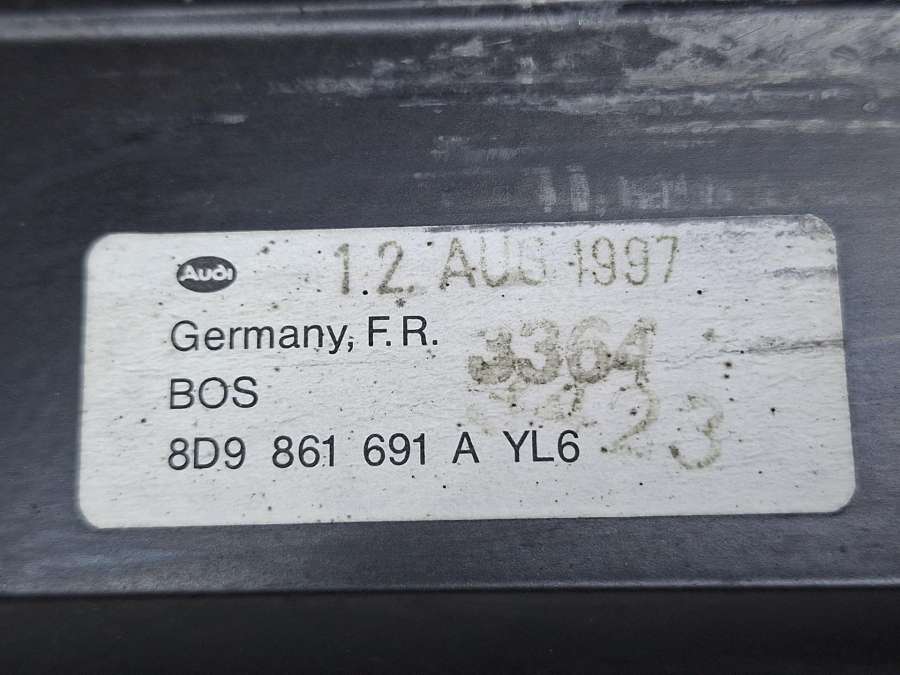 Audi 12. AUG 1997
Germany, F.R.
3364
BOS
23
8D9 861 691 A YL6